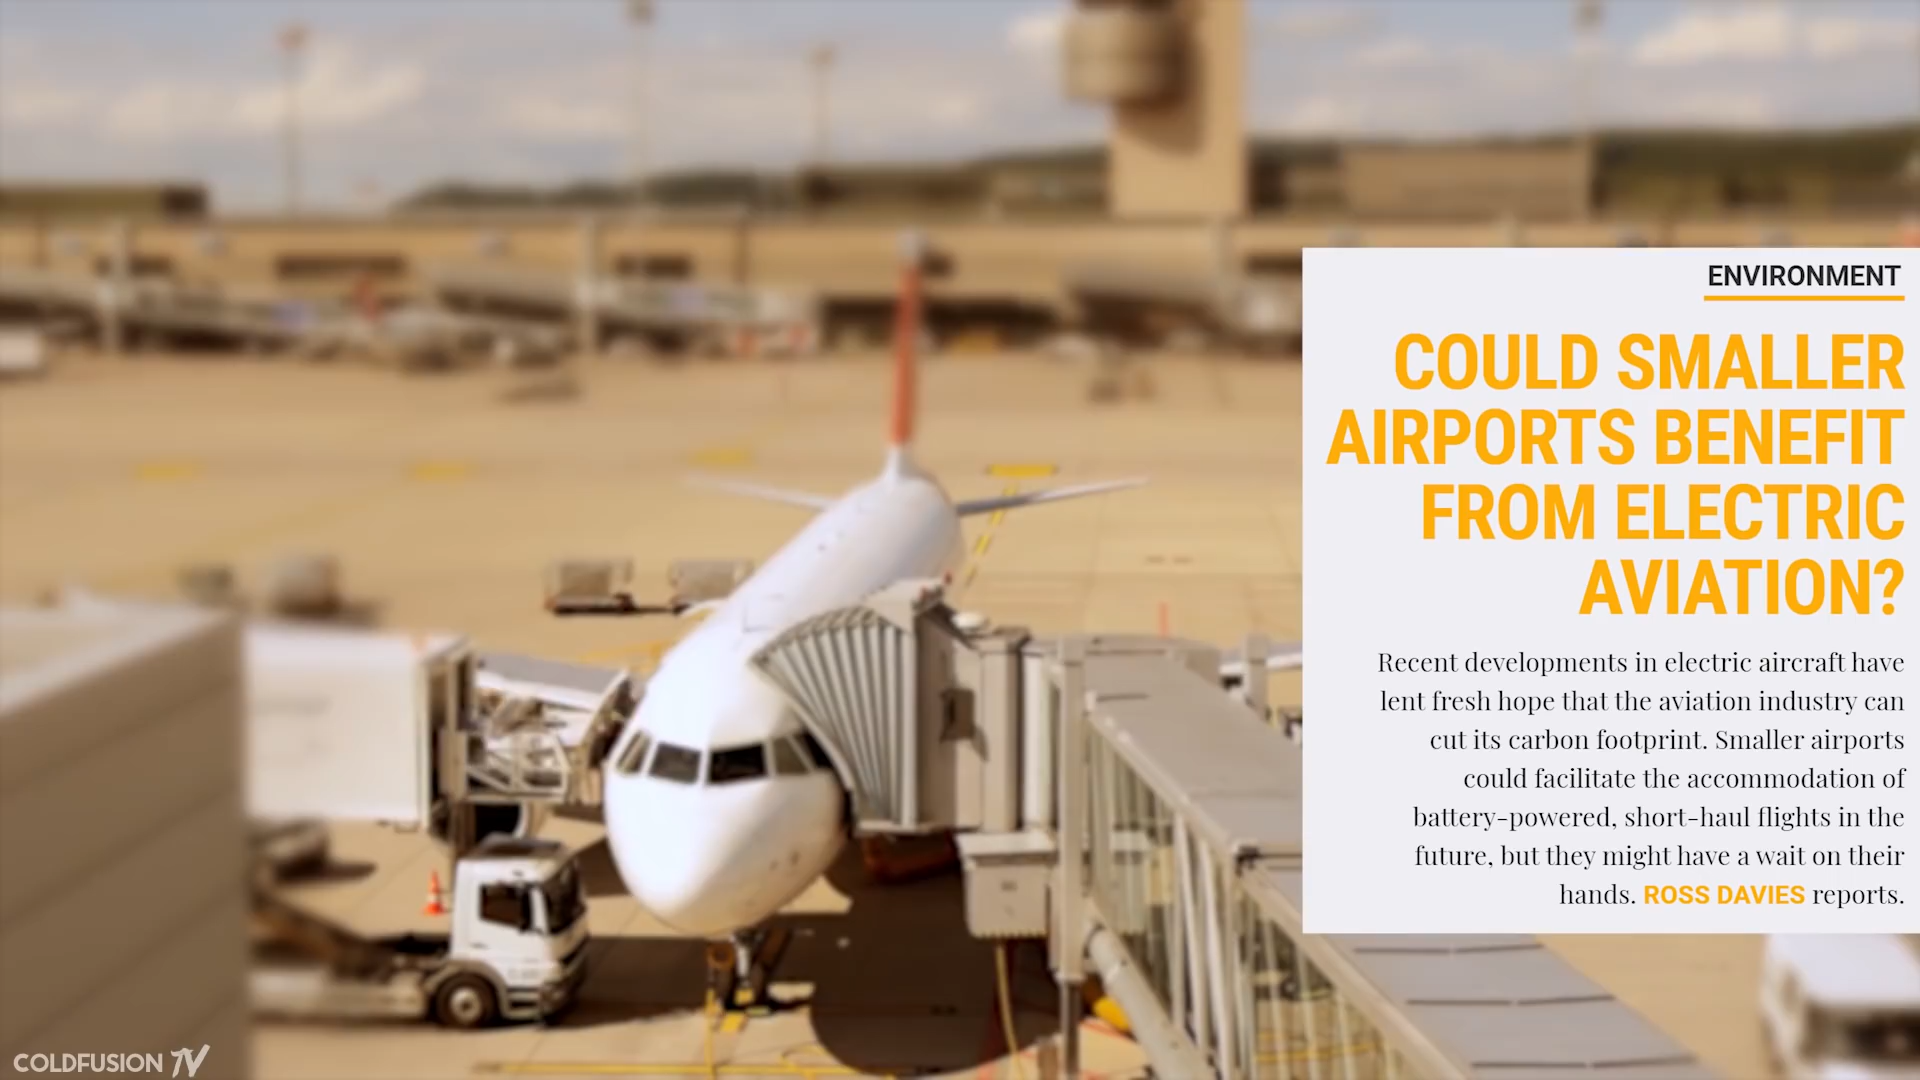 ENVIRONMENT
COULD SMALLER
AIRPORTS BENEFIT
FROM ELECTRIC
AVIATION?
Recent developments in electric aircraft have
lent fresh hope that the aviation industry can
cut its carbon footprint. Smaller airports
could facilitate the accommodation of
battery-powered, short-haul flights in the
future, but they might have a wait on their
hands. ROSS DAVIES reports.
COLDFUSION TV